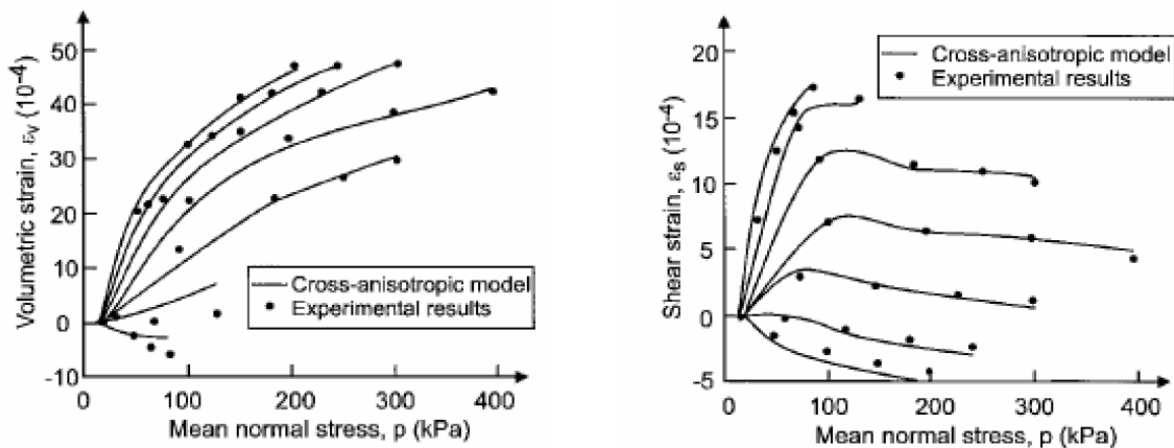 50
40
30
20
10
0
-10
Volumetric strain, εv (10⁻⁴)
Cross-anisotropic model
Experimental results
0 100 200 300 400
Mean normal stress, p (kPa)
20
15
10
5
0
-5
Shear strain, εs (10⁻⁴)
Cross-anisotropic model
Experimental results
0 100 200 300 400
Mean normal stress, p (kPa)